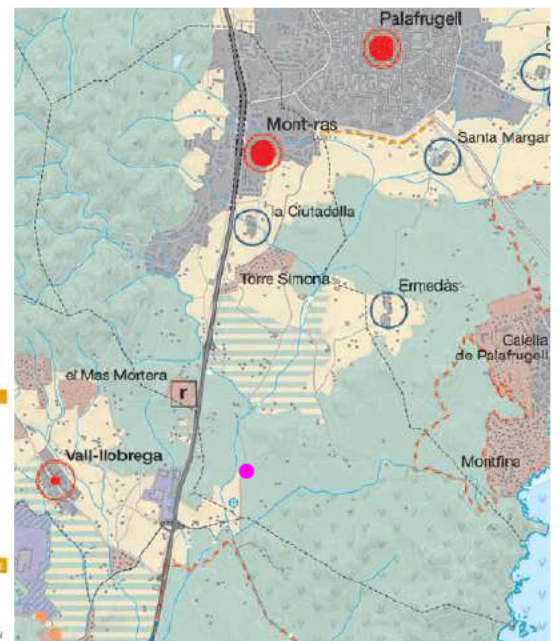 Palafrugell
Mont-ras
Santa Margar
la Ciutadella
Torre Simona
Ermedàs
Calella
de Palafrugell
el Mas Mortera
r
Vall-llobrega
Montfina